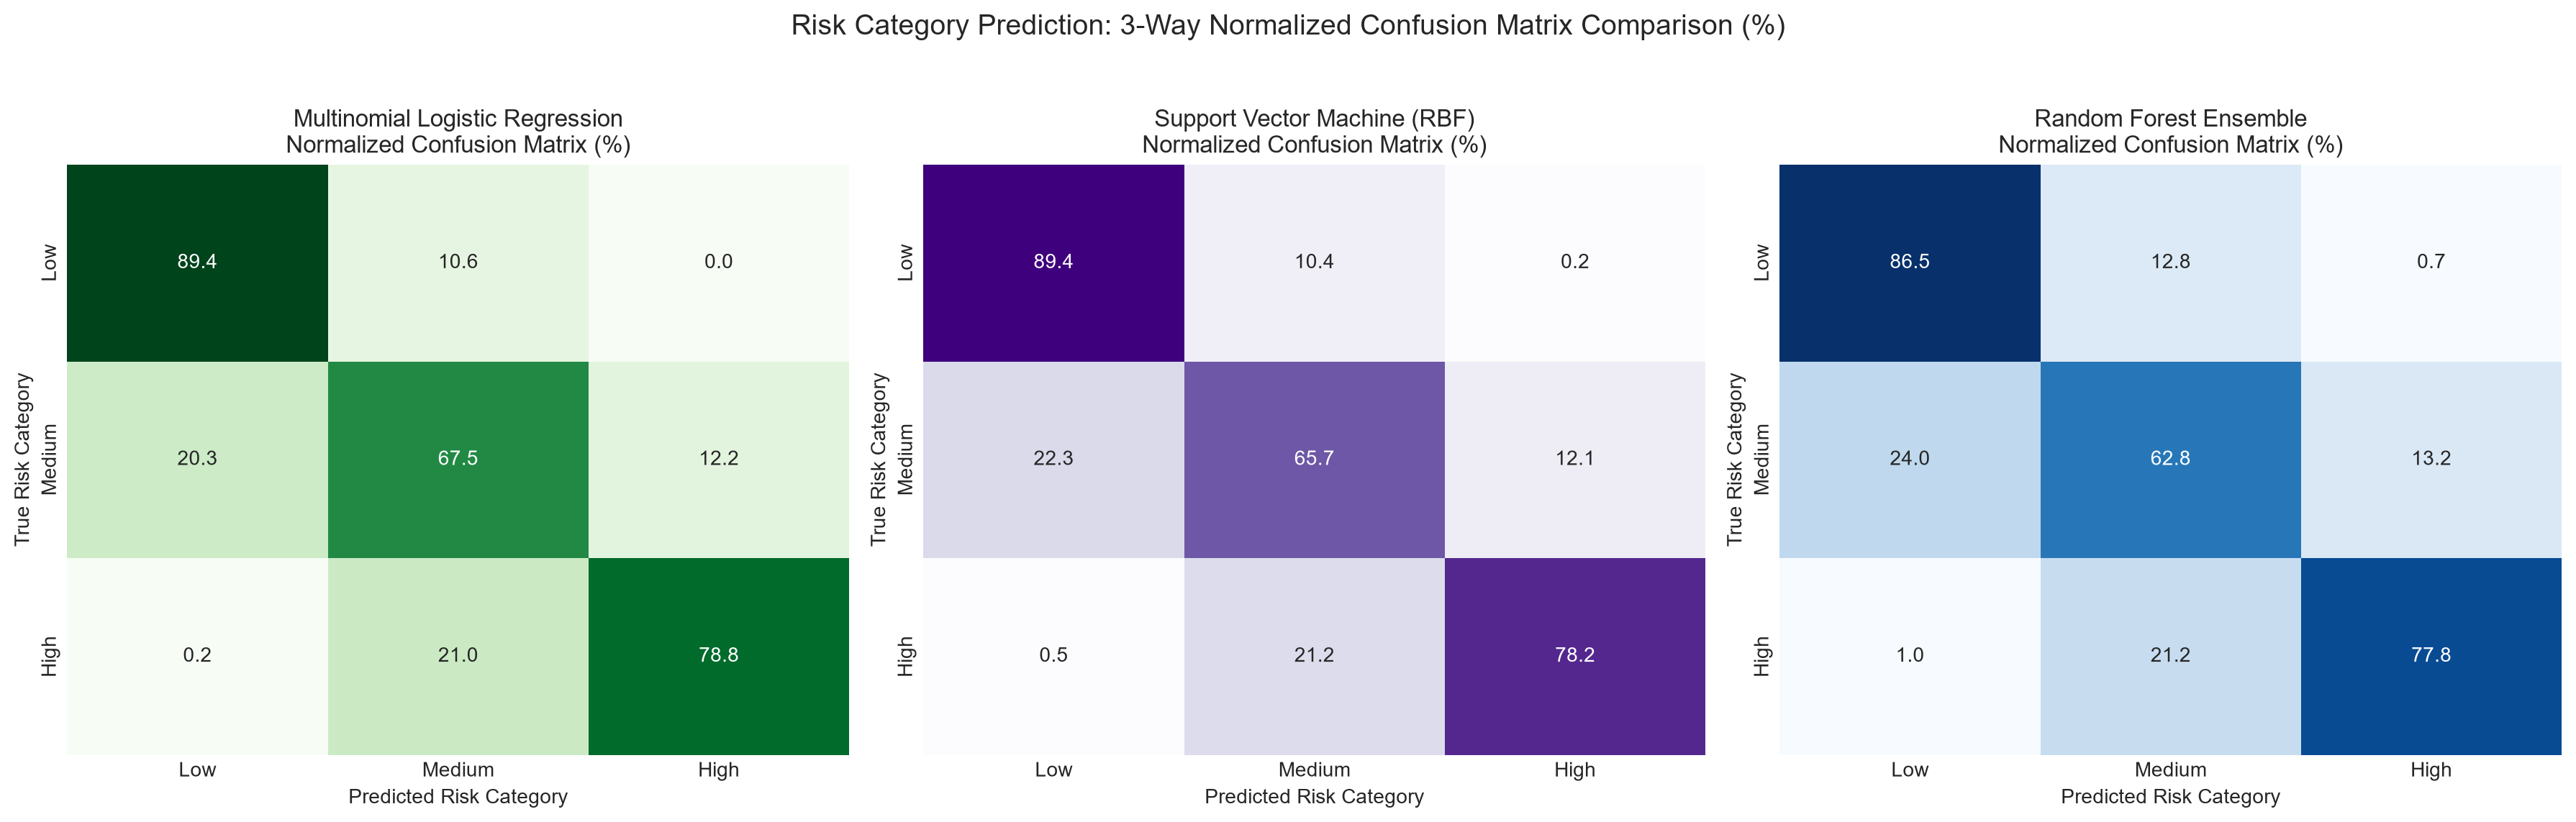 Risk Category Prediction: 3-Way Normalized Confusion Matrix Comparison (%)
Multinomial Logistic Regression
Normalized Confusion Matrix (%)
True Risk Category
Low
89.4 10.6 0.0
Medium
20.3 67.5 12.2
High
0.2 21.0 78.8
Low Medium High
Predicted Risk Category
Support Vector Machine (RBF)
Normalized Confusion Matrix (%)
True Risk Category
Low
89.4 10.4 0.2
Medium
22.3 65.7 12.1
High
0.5 21.2 78.2
Low Medium High
Predicted Risk Category
Random Forest Ensemble
Normalized Confusion Matrix (%)
True Risk Category
Low
86.5 12.8 0.7
Medium
24.0 62.8 13.2
High
1.0 21.2 77.8
Low Medium High
Predicted Risk Category